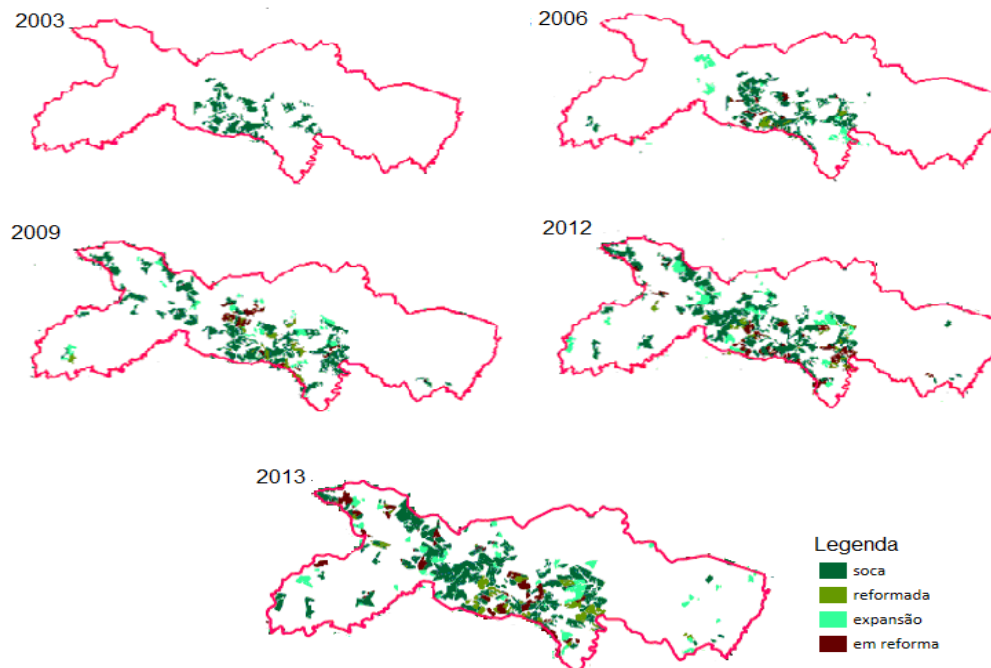 2003
2006
2009
2012
2013
Legenda
soca
reformada
expansão
em reforma